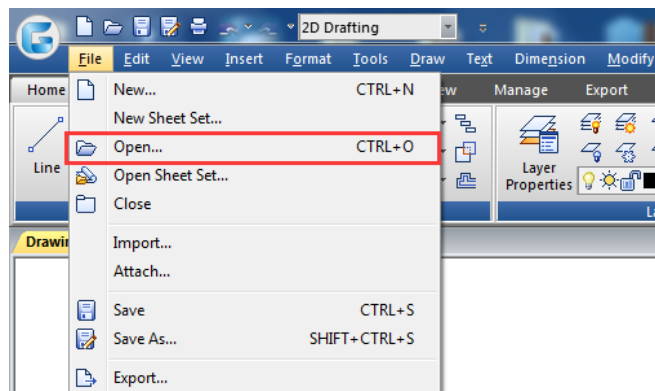 2D Drafting
File Edit View Insert Format Tools Draw Text Dimension Modify
Home Manage Export
New... CTRL+N
New Sheet Set...
Open... CTRL+O
Line
Open Sheet Set...
Layer
Properties
Close
Import...
Attach...
Save CTRL+S
Save As... SHIFT+CTRL+S
Export...